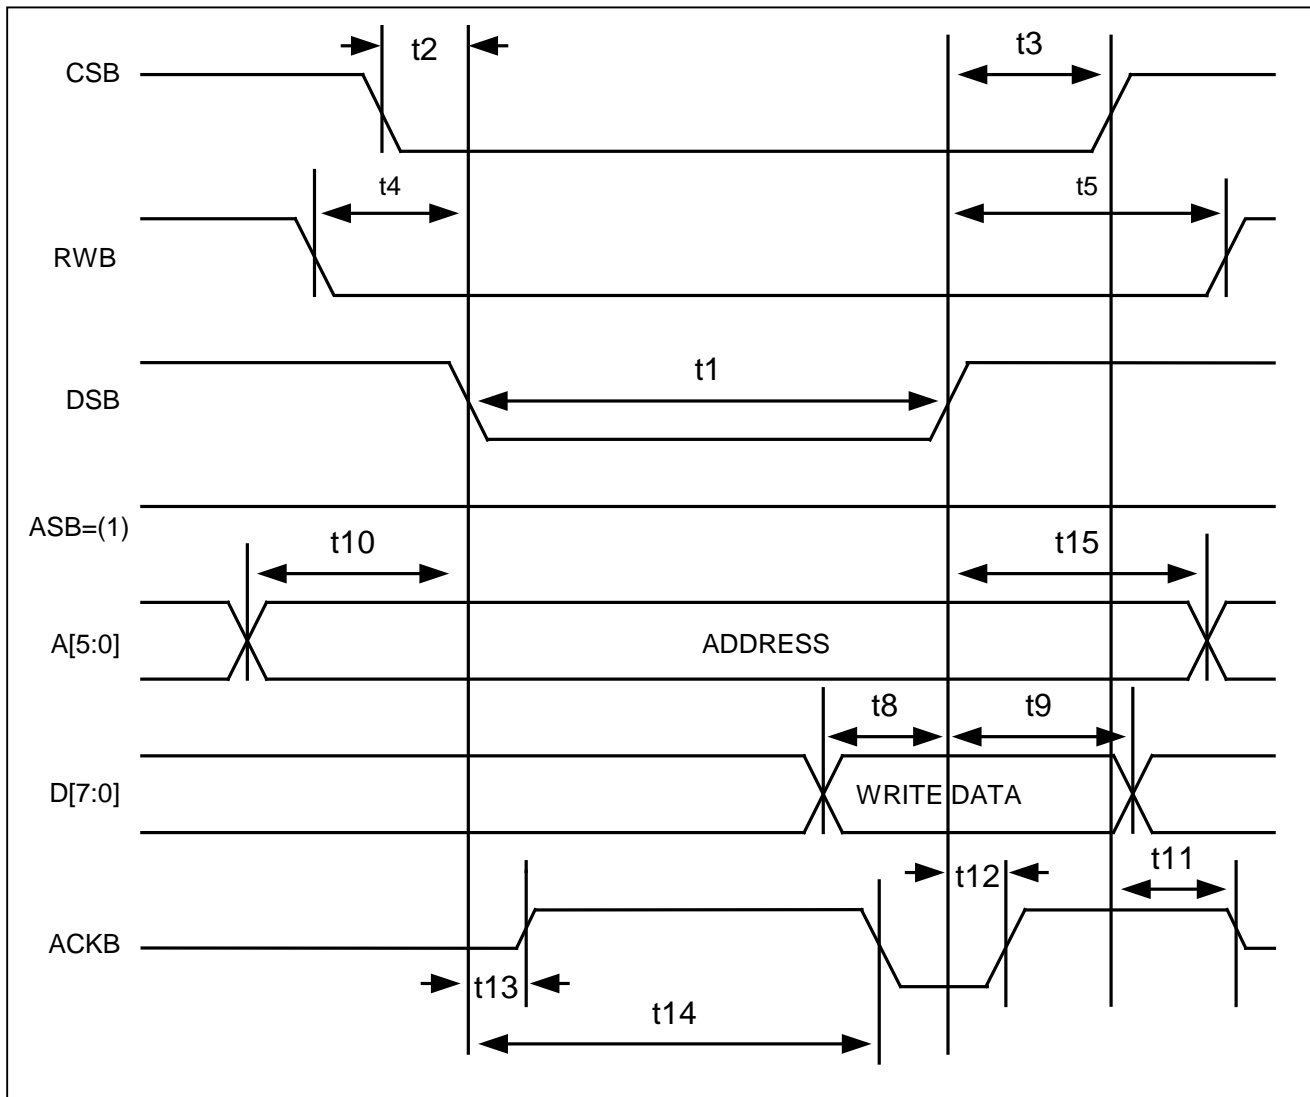 t2
t3
CSB
t4
t5
RWB
t1
DSB
ASB=(1)
t10
t15
A[5:0]
ADDRESS
t8
t9
D[7:0]
WRITE DATA
t12
t11
ACKB
t13
t14